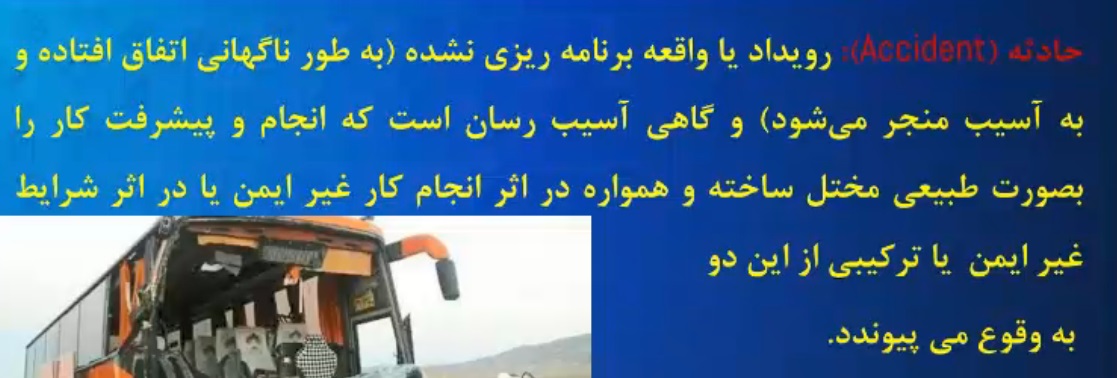 حادثه (Accident): رویداد یا واقعه برنامه ریزی نشده (به طور ناگهانی اتفاق افتاده و
به آسیب منجر می‌شود) و گاهی آسیب رسان است که انجام و پیشرفت کار را
بصورت طبیعی مختل ساخته و همواره در اثر انجام کار غیر ایمن یا در اثر شرایط
غیر ایمن یا ترکیبی از این دو
به وقوع می پیوندد.